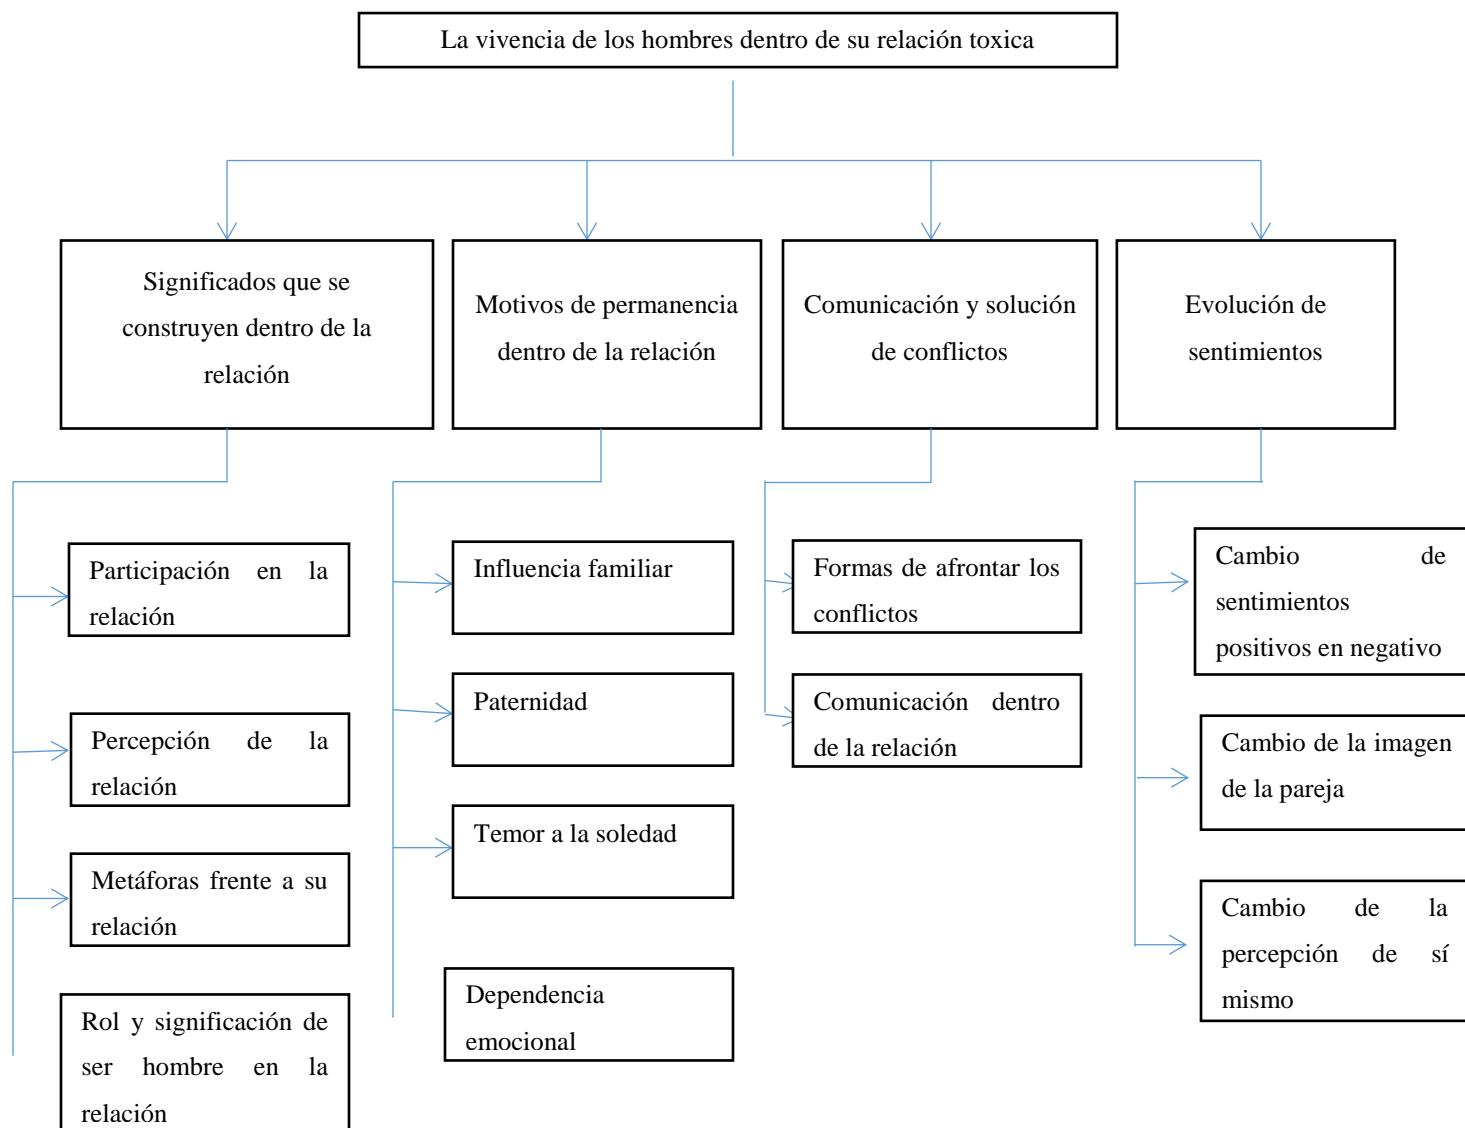 La vivencia de los hombres dentro de su relación toxica
Significados que se
construyen dentro de la
relación
Motivos de permanencia
dentro de la relación
Comunicación y solución
de conflictos
Evolución de
sentimientos
Participación en la
relación
Percepción de la
relación
Metáforas frente a su
relación
Rol y significación de
ser hombre en la
relación
Influencia familiar
Paternidad
Temor a la soledad
Dependencia
emocional
Formas de afrontar los
conflictos
Comunicación dentro
de la relación
Cambio de
sentimientos
positivos en negativo
Cambio de la imagen
de la pareja
Cambio de la
percepción de sí
mismo